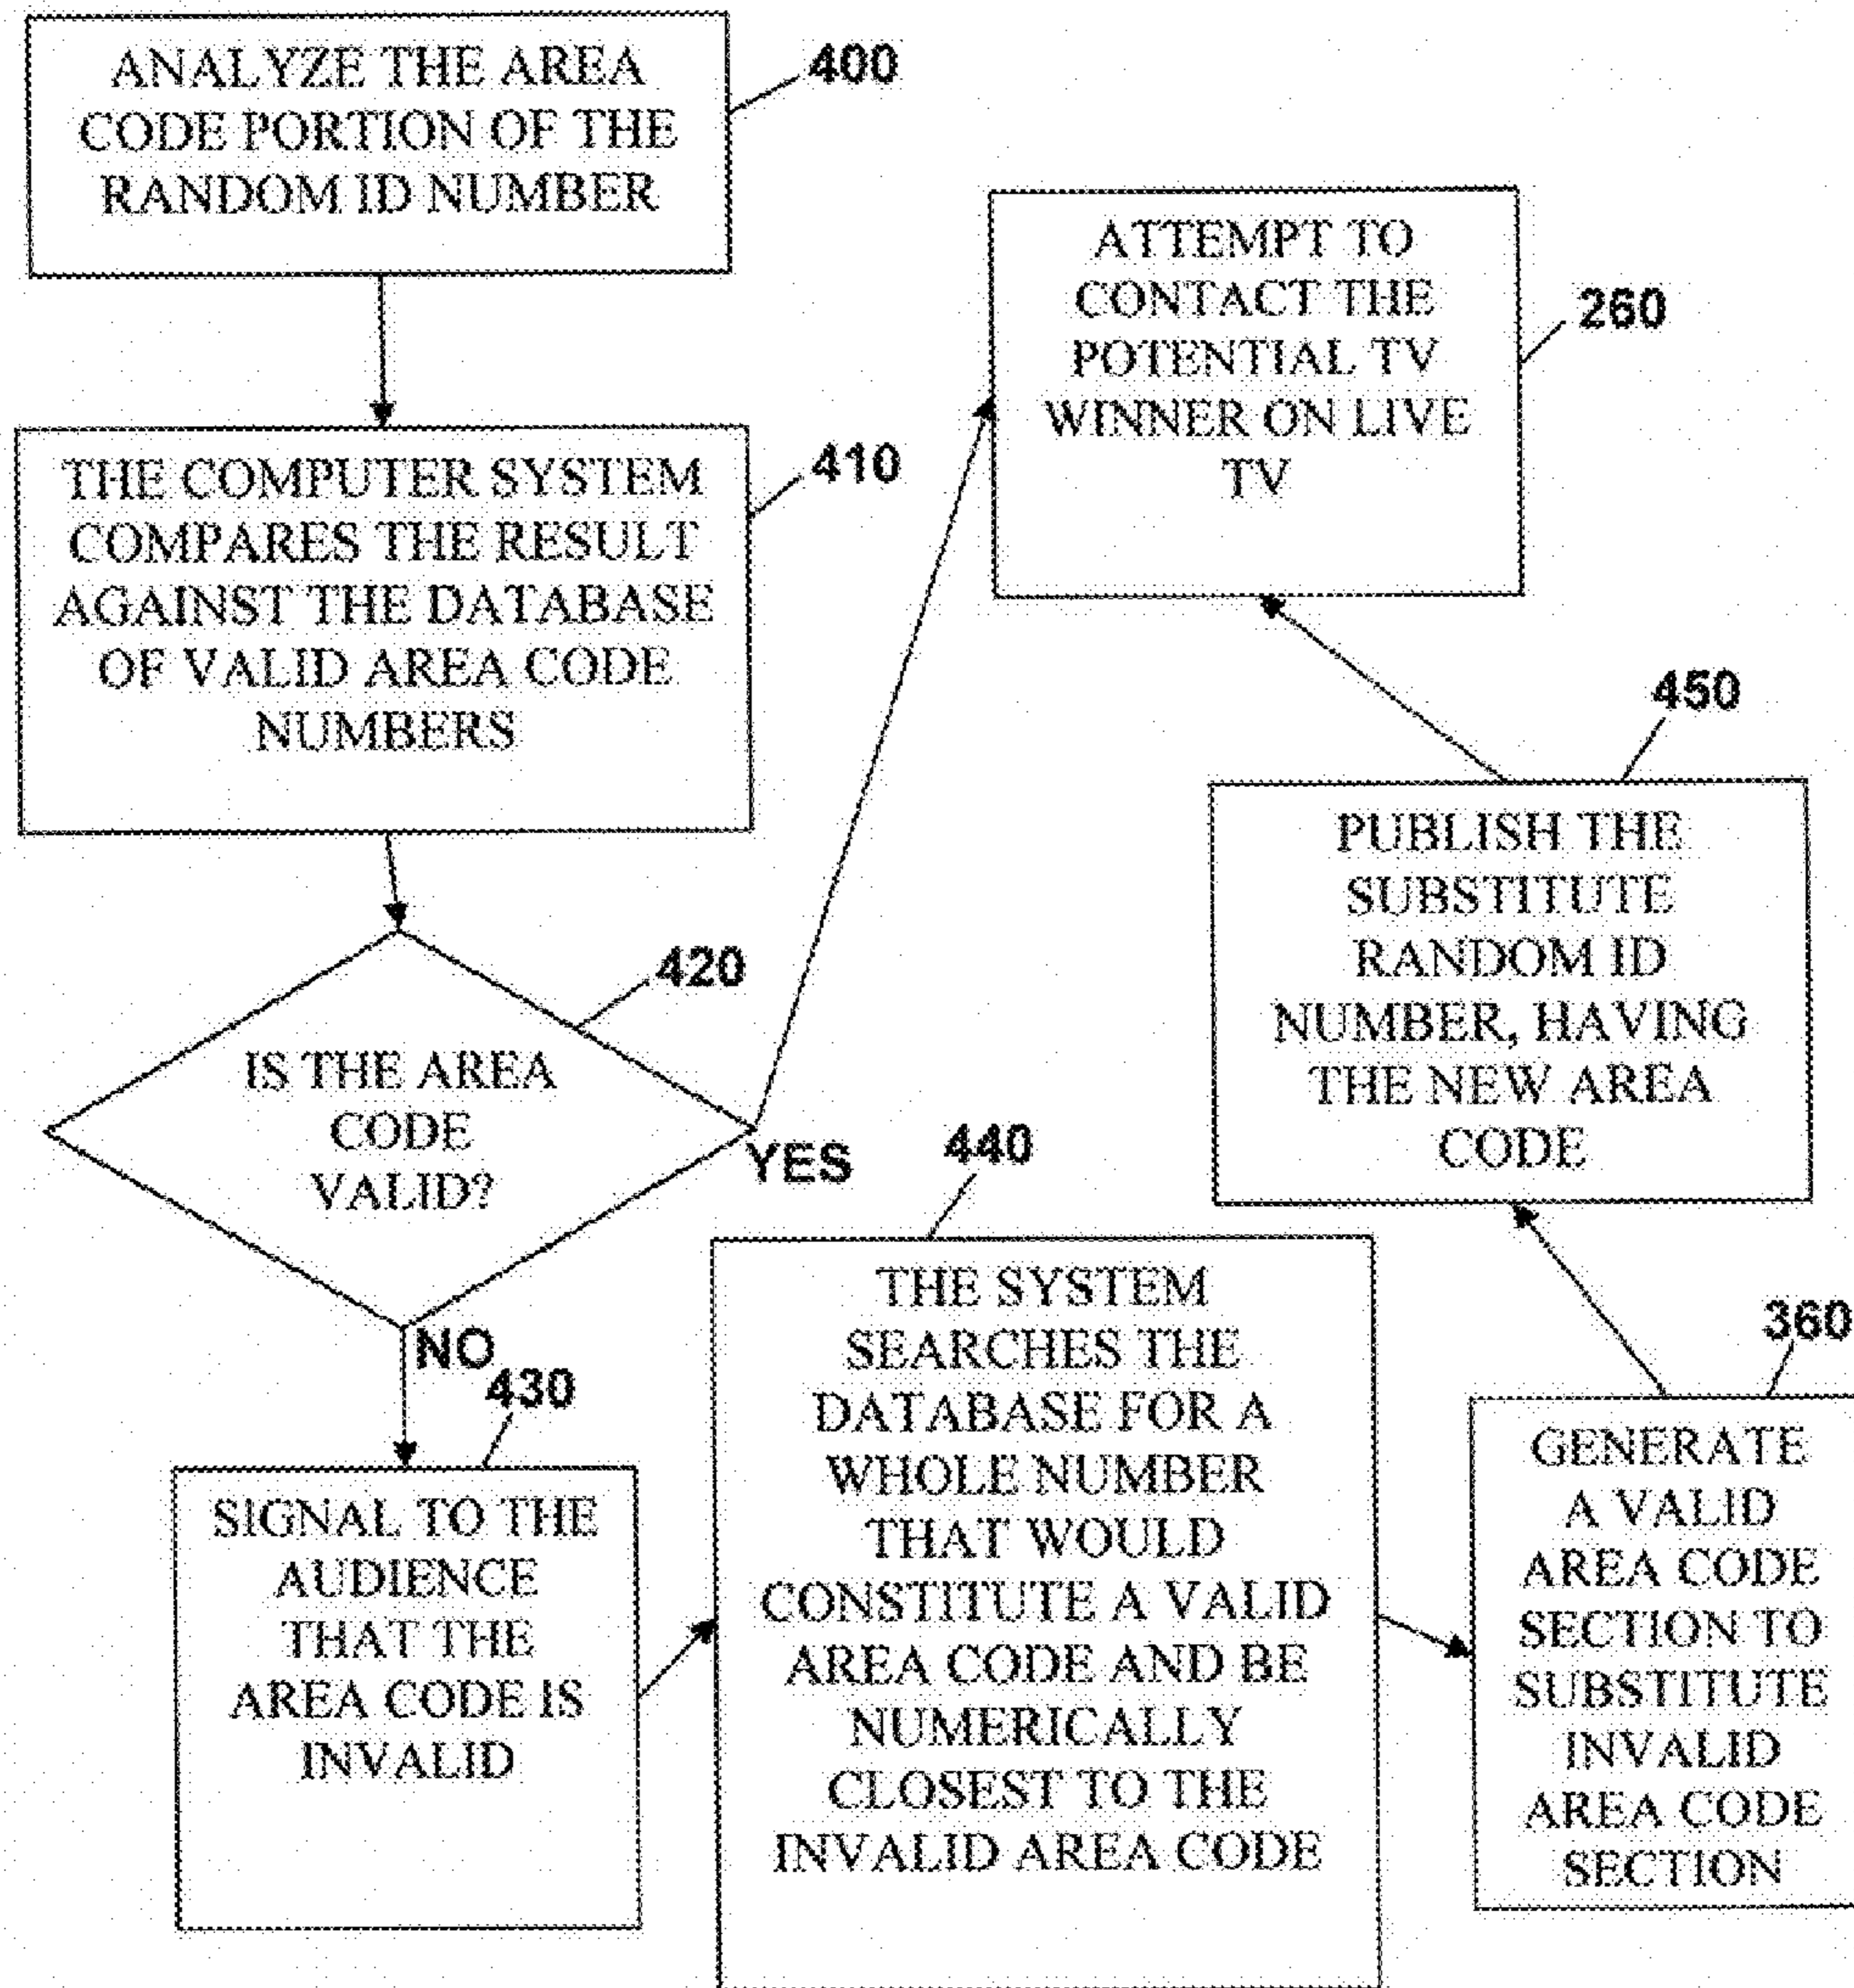 ANALYZE THE AREA
CODE PORTION OF THE
RANDOM ID NUMBER
400
THE COMPUTER SYSTEM
COMPARES THE RESULT
AGAINST THE DATABASE
OF VALID AREA CODE
NUMBERS
410
IS THE AREA
CODE
VALID?
420
YES
NO
430
SIGNAL TO THE
AUDIENCE
THAT THE
AREA CODE IS
INVALID
440
THE SYSTEM
SEARCHES THE
DATABASE FOR A
WHOLE NUMBER
THAT WOULD
CONSTITUTE A VALID
AREA CODE AND BE
NUMERICALLY
CLOSEST TO THE
INVALID AREA CODE
360
GENERATE
A VALID
AREA CODE
SECTION TO
SUBSTITUTE
INVALID
AREA CODE
SECTION
450
PUBLISH THE
SUBSTITUTE
RANDOM ID
NUMBER, HAVING
THE NEW AREA
CODE
ATTEMPT TO
CONTACT THE
POTENTIAL TV
WINNER ON LIVE
TV
260